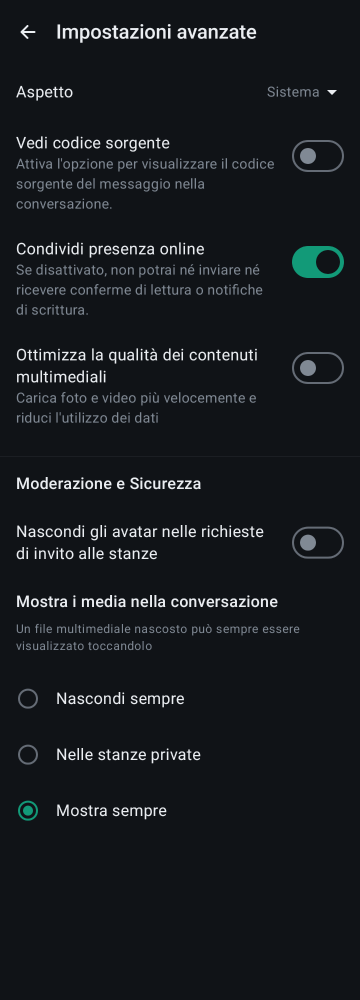 Impostazioni avanzate
Aspetto
Sistema
Vedi codice sorgente
Attiva l'opzione per visualizzare il codice
sorgente del messaggio nella
conversazione.
Condividi presenza online
Se disattivato, non potrai né inviare né
ricevere conferme di lettura o notifiche
di scrittura.
Ottimizza la qualità dei contenuti
multimediali
Carica foto e video più velocemente e
riduci l'utilizzo dei dati
Moderazione e Sicurezza
Nascondi gli avatar nelle richieste
di invito alle stanze
Mostra i media nella conversazione
Un file multimediale nascosto può sempre essere
visualizzato toccandolo
Nascondi sempre
Nelle stanze private
Mostra sempre